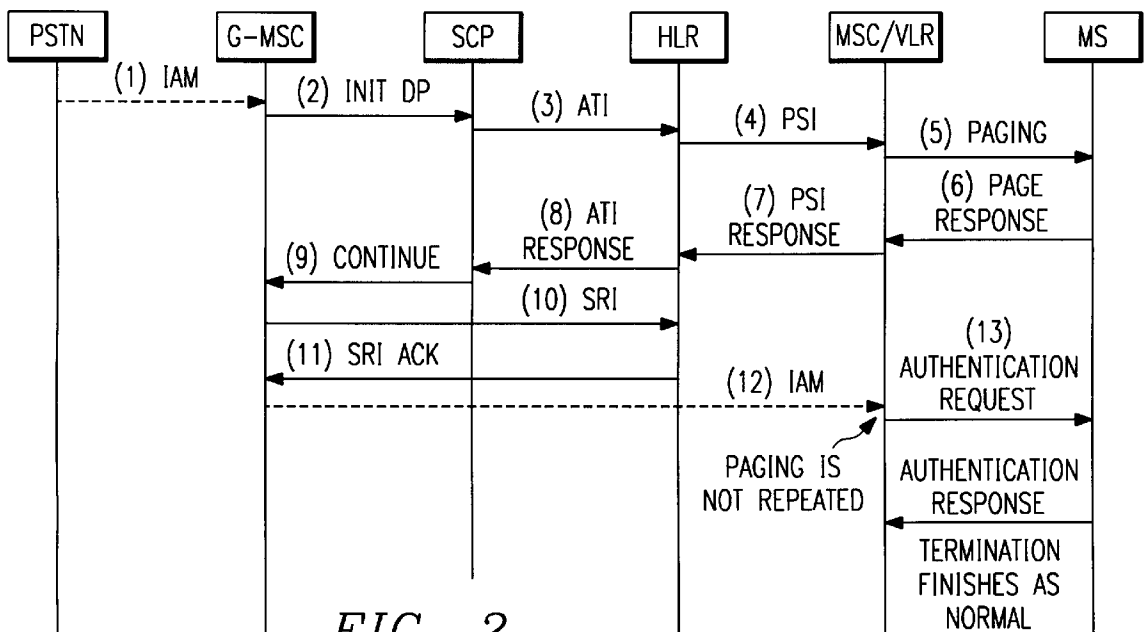 PSTN G-MSC SCP HLR MSC/VLR MS
(1) IAM
(2) INIT DP
(3) ATI
(4) PSI
(5) PAGING
(6) PAGE
RESPONSE
(7) PSI
RESPONSE
(8) ATI
RESPONSE
(9) CONTINUE
(10) SRI
(11) SRI ACK
(12) IAM
(13)
AUTHENTICATION
REQUEST
PAGING IS
NOT REPEATED
AUTHENTICATION
RESPONSE
TERMINATION
FINISHES AS
NORMAL
FIG. 2